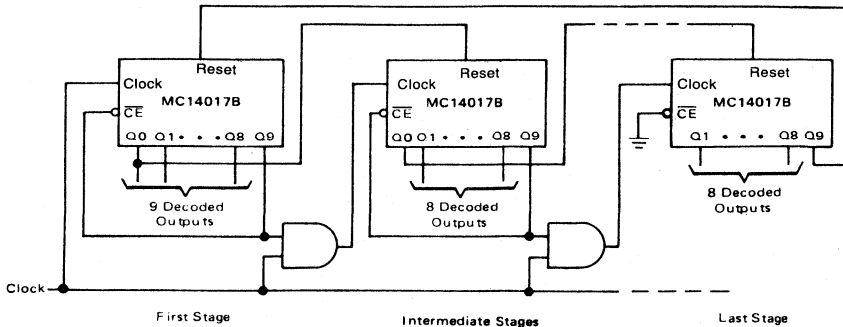 Reset
Clock
MC14017B
CE
Q0 Q1 • • • Q8 Q9
9 Decoded
Outputs
Reset
Clock
MC14017B
CE
Q0 Q1 • • • Q8 Q9
8 Decoded
Outputs
Reset
Clock
MC14017B
CE
Q1 • • • Q8 Q9
8 Decoded
Outputs
Clock
First Stage
Intermediate Stages
Last Stage